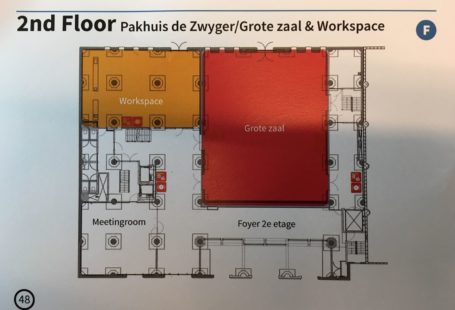 2nd Floor Pakhuis de Zwyger/Grote zaal & Workspace
F
Workspace
Grote zaal
Meetingroom
Foyer 2e etage
48